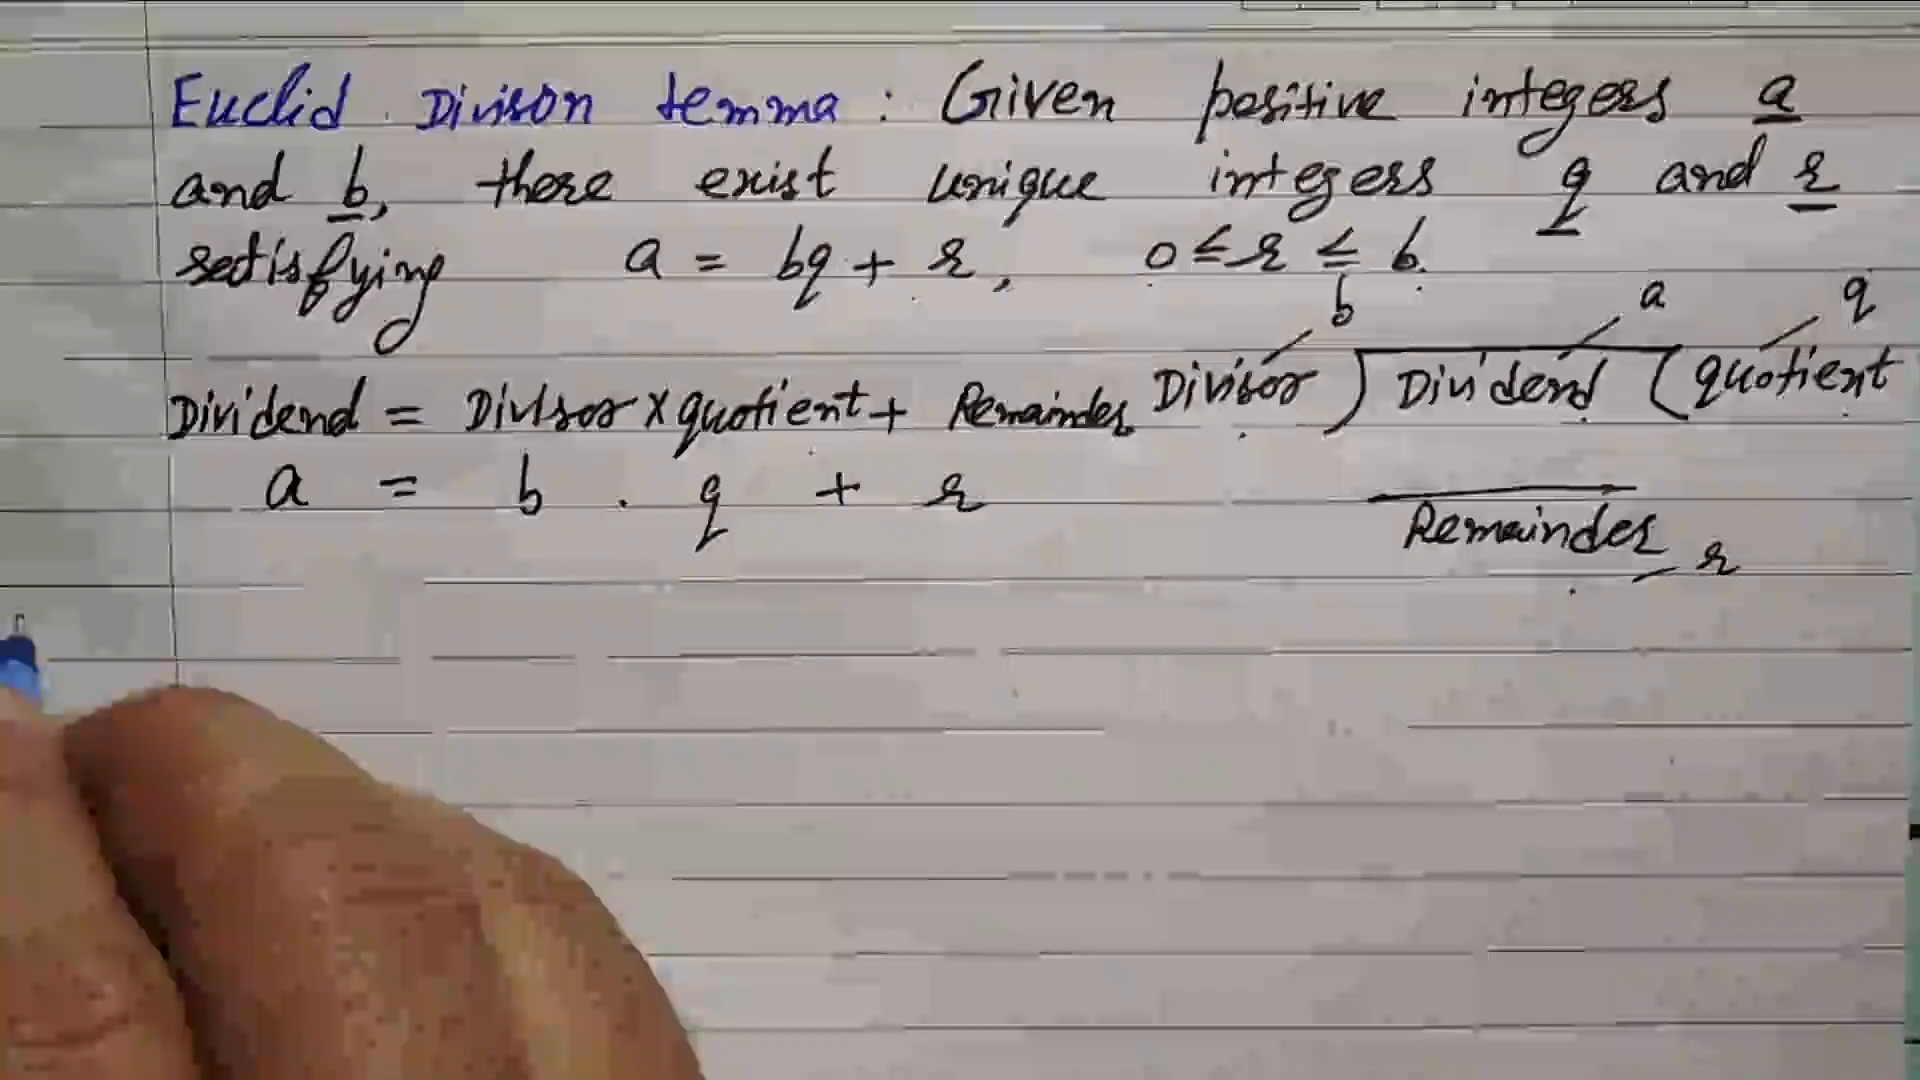 Euclid Divison Lemma : Given positive integers a
and b, there exist unique integers q and r
satisfying a = bq + r, 0 ≤ r ≤ b.
b a q
Dividend = Divisor × quotient + Remainder
Divisor ) Dividend ( quotient
a = b . q + r
Remainder
r